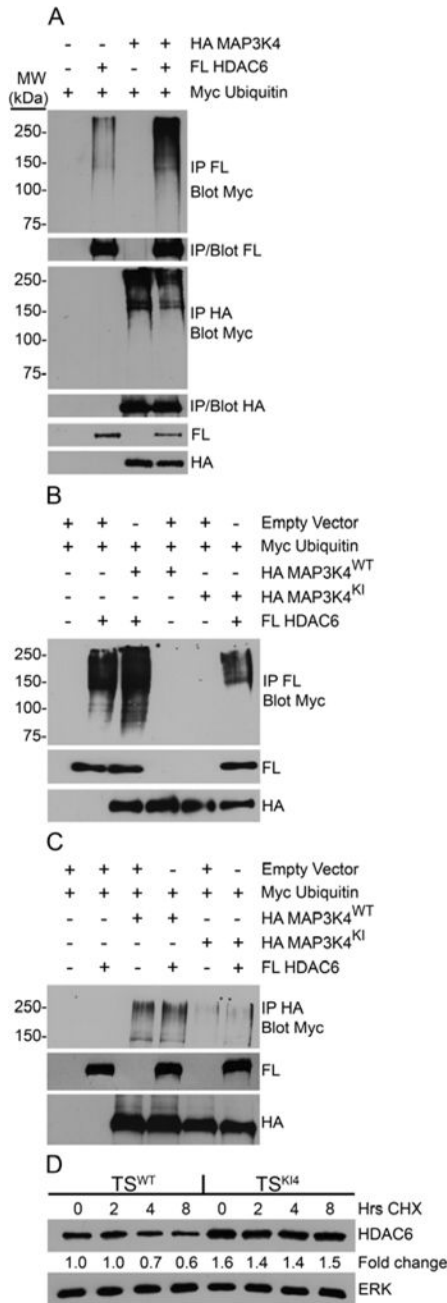 A
- - + + HA MAP3K4
- + - + FL HDAC6
+ + + + Myc Ubiquitin
MW
(kDa)
250-
150-
100-
75-
IP FL
Blot Myc
IP/Blot FL
250-
150-
100-
75-
IP HA
Blot Myc
IP/Blot HA
FL
HA
B
+ + - + + - Empty Vector
+ + + + + + Myc Ubiquitin
- - + + - - HA MAP3K4WT
- - - - + + HA MAP3K4KI
- + + - - + FL HDAC6
250-
150-
100-
75-
IP FL
Blot Myc
FL
HA
C
+ + + - + - Empty Vector
+ + + + + + Myc Ubiquitin
- - + + - - HA MAP3K4WT
- - - - + + HA MAP3K4KI
- + - + - + FL HDAC6
250-
150-
IP HA
Blot Myc
FL
HA
D
TSWT TSKI4
0 2 4 8 0 2 4 8 Hrs CHX
HDAC6
1.0 1.0 0.7 0.6 1.6 1.4 1.4 1.5 Fold change
ERK